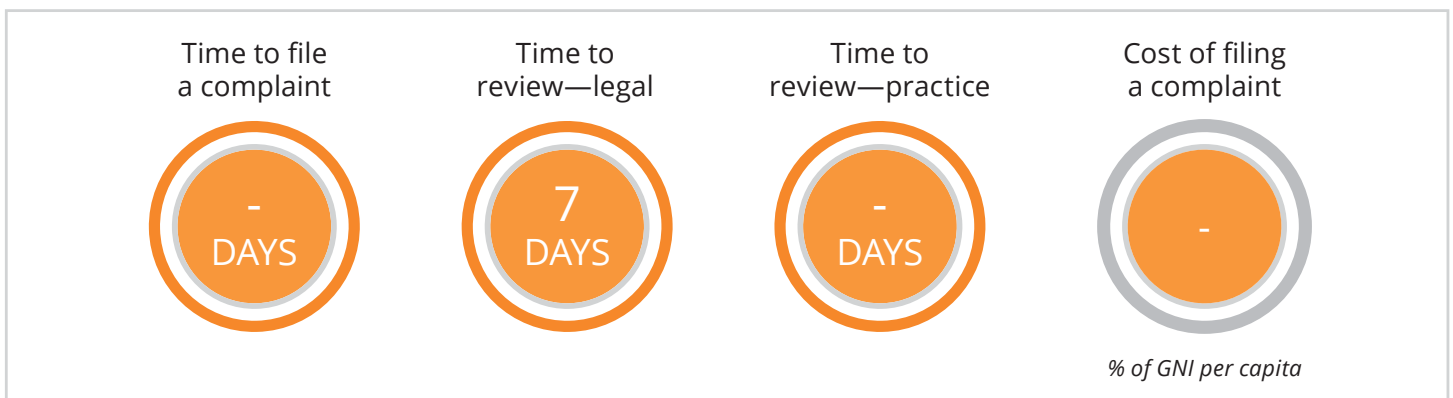 Time to file
a complaint
-
DAYS
Time to
review—legal
7
DAYS
Time to
review—practice
-
DAYS
Cost of filing
a complaint
-
% of GNI per capita